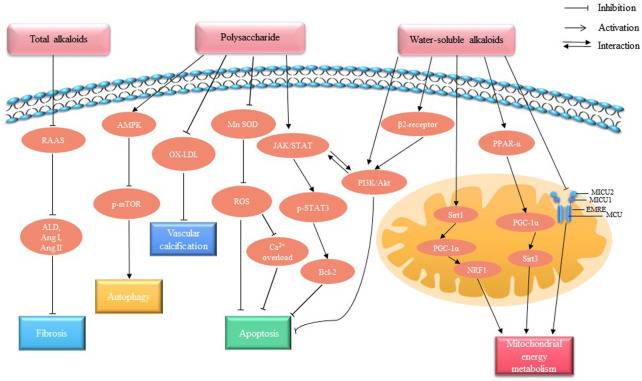 Inhibition
Total alkaloids
Polysaccharide
Water-soluble alkaloids
Activation
Interaction
AMPK
Mn SOD
β2-receptor
RAAS
OX-LDL
JAK/STAT
PPAR-α
PI3K/Akt
MICU2
MICU1
EMRE
MCU
p-mTOR
ROS
p-STAT3
Sirt1
PGC-1α
ALD,
Ang I,
Ang II
Vascular
calcification
Ca²⁺
overload
PGC-1α
Sirt3
Bcl-2
NRF1
Autophagy
Fibrosis
Apoptosis
Mitochondrial
energy
metabolism